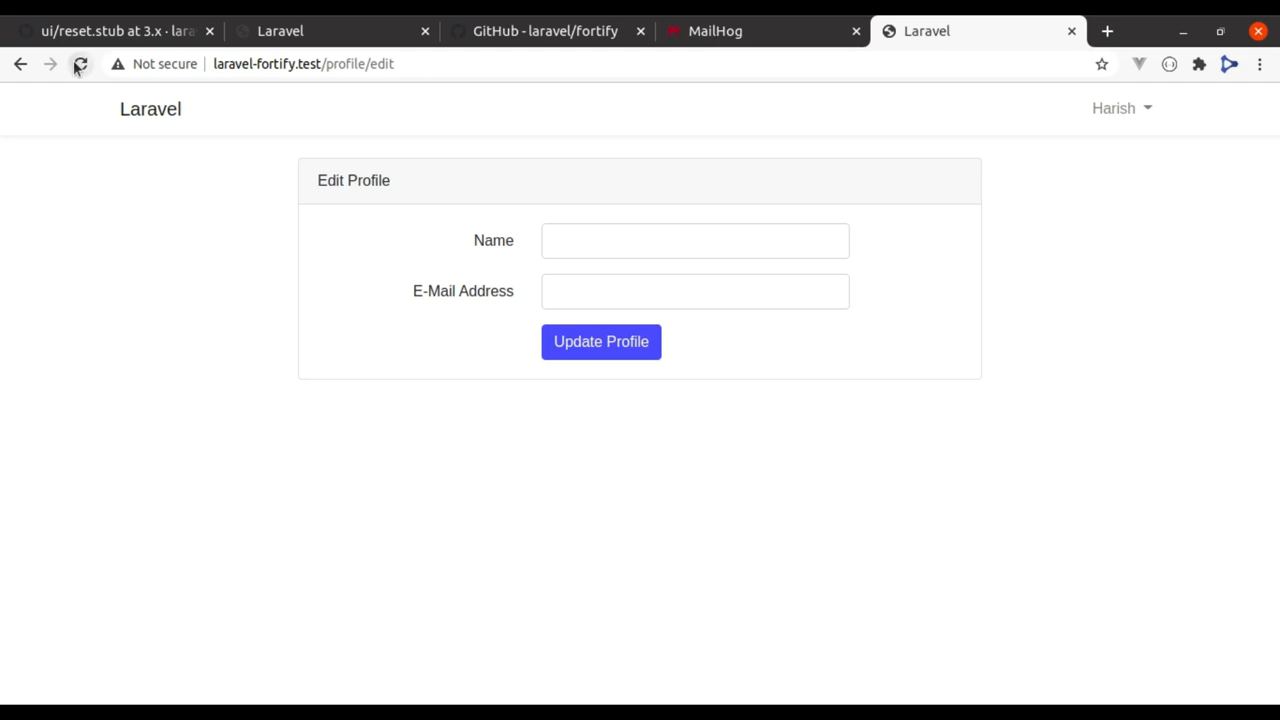 ui/reset.stub at 3.x · lara
Laravel
GitHub - laravel/fortify
MailHog
Laravel
Not secure
laravel-fortify.test/profile/edit
Laravel
Harish
Edit Profile
Name
E-Mail Address
Update Profile